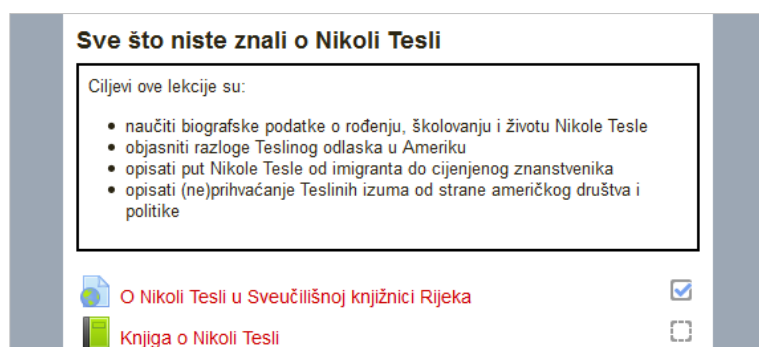 Sve što niste znali o Nikoli Tesli
Ciljevi ove lekcije su:
naučiti biografske podatke o rođenju, školovanju i životu Nikole Tesle
objasniti razloge Teslinog odlaska u Ameriku
opisati put Nikole Tesle od imigranta do cijenjenog znanstvenika
opisati (ne)prihvaćanje Teslinih izuma od strane američkog društva i
politike
O Nikoli Tesli u Sveučilišnoj knjižnici Rijeka
Knjiga o Nikoli Tesli